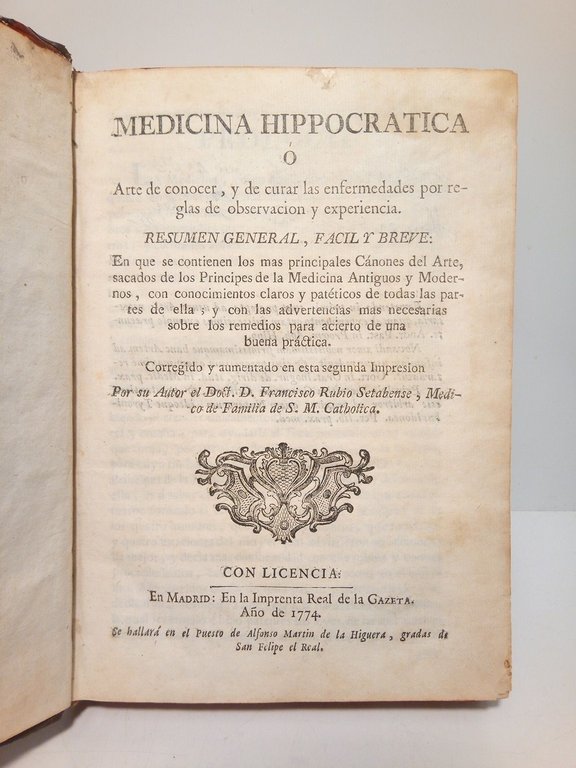 MEDICINA HIPPOCRATICA
Ó
Arte de conocer, y de curar las enfermedades por re-
glas de observacion y experiencia.
RESUMEN GENERAL, FACIL Y BREVE:
En que se contienen los mas principales Cánones del Arte,
sacados de los Principes de la Medicina Antiguos y Moder-
nos, con conocimientos claros y patéticos de todas las par-
tes de ella; y con las advertencias mas necesarias
sobre los remedios para acierto de una
buena práctica.
Corregido y aumentado en esta segunda Impresion
Por su Autor el Doct. D. Francisco Rubio Setabense, Medi-
co de Familia de S. M. Catholica.
CON LICENCIA:
En MADRID: En la Imprenta Real de la GAZETA.
Año de 1774.
Se hallará en el Puesto de Alfonso Martin de la Higuera, gradas de
San Felipe el Real.